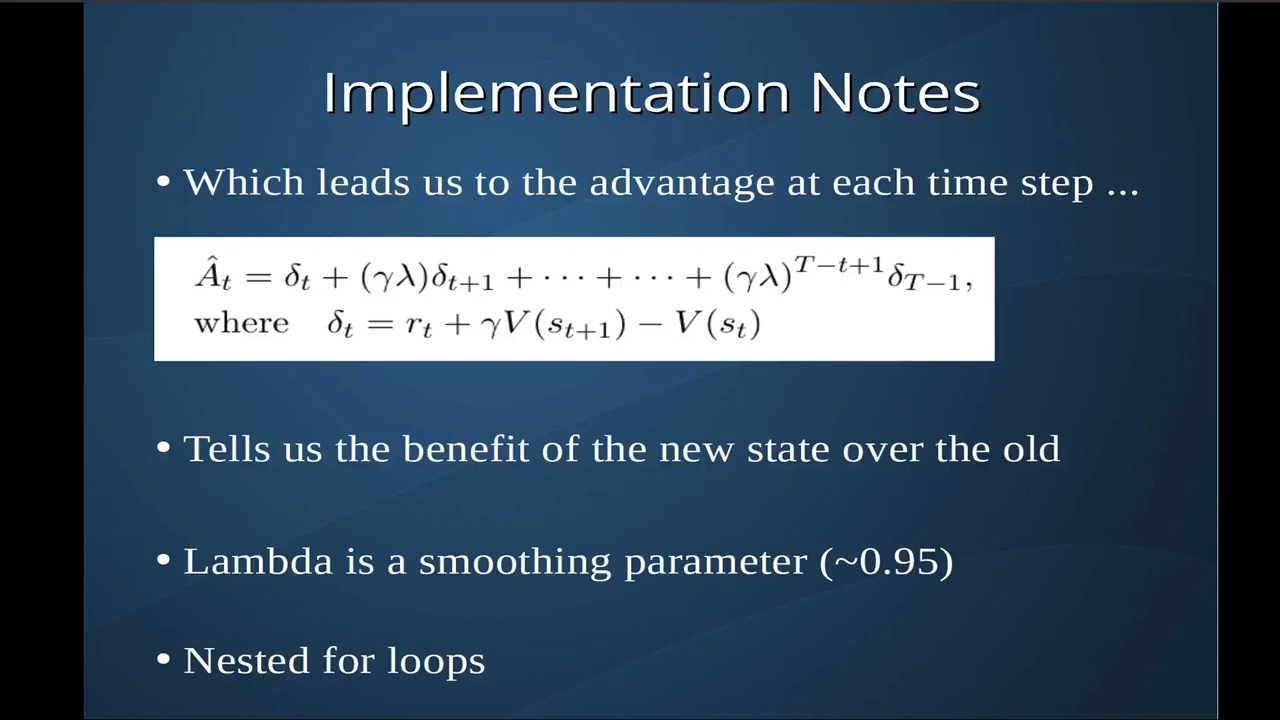 Implementation Notes
• Which leads us to the advantage at each time step ...
Â_t = δ_t + (γλ)δ_{t+1} + ··· + ··· + (γλ)^{T−t+1}δ_{T−1},
where δ_t = r_t + γV(s_{t+1}) − V(s_t)
• Tells us the benefit of the new state over the old
• Lambda is a smoothing parameter (~0.95)
• Nested for loops